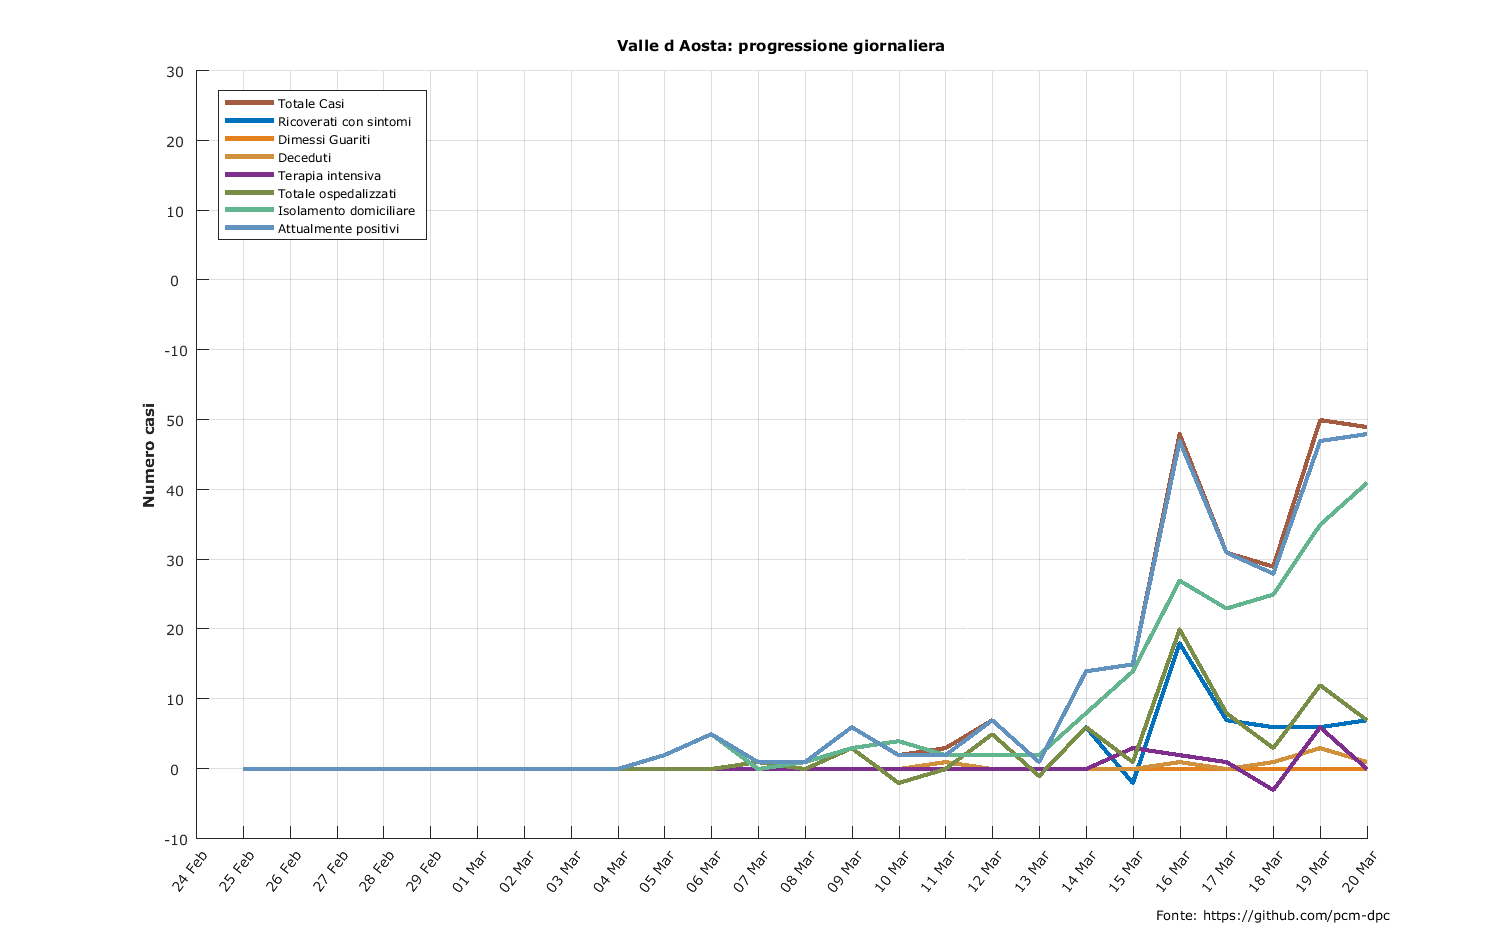 Valle d Aosta: progressione giornaliera
30
20
10
0
-10
50
40
30
20
10
0
-10
Numero casi
Totale Casi
Ricoverati con sintomi
Dimessi Guariti
Deceduti
Terapia intensiva
Totale ospedalizzati
Isolamento domiciliare
Attualmente positivi
24 Feb
25 Feb
26 Feb
27 Feb
28 Feb
29 Feb
01 Mar
02 Mar
03 Mar
04 Mar
05 Mar
06 Mar
07 Mar
08 Mar
09 Mar
10 Mar
11 Mar
12 Mar
13 Mar
14 Mar
15 Mar
16 Mar
17 Mar
18 Mar
19 Mar
20 Mar
Fonte: https://github.com/pcm-dpc